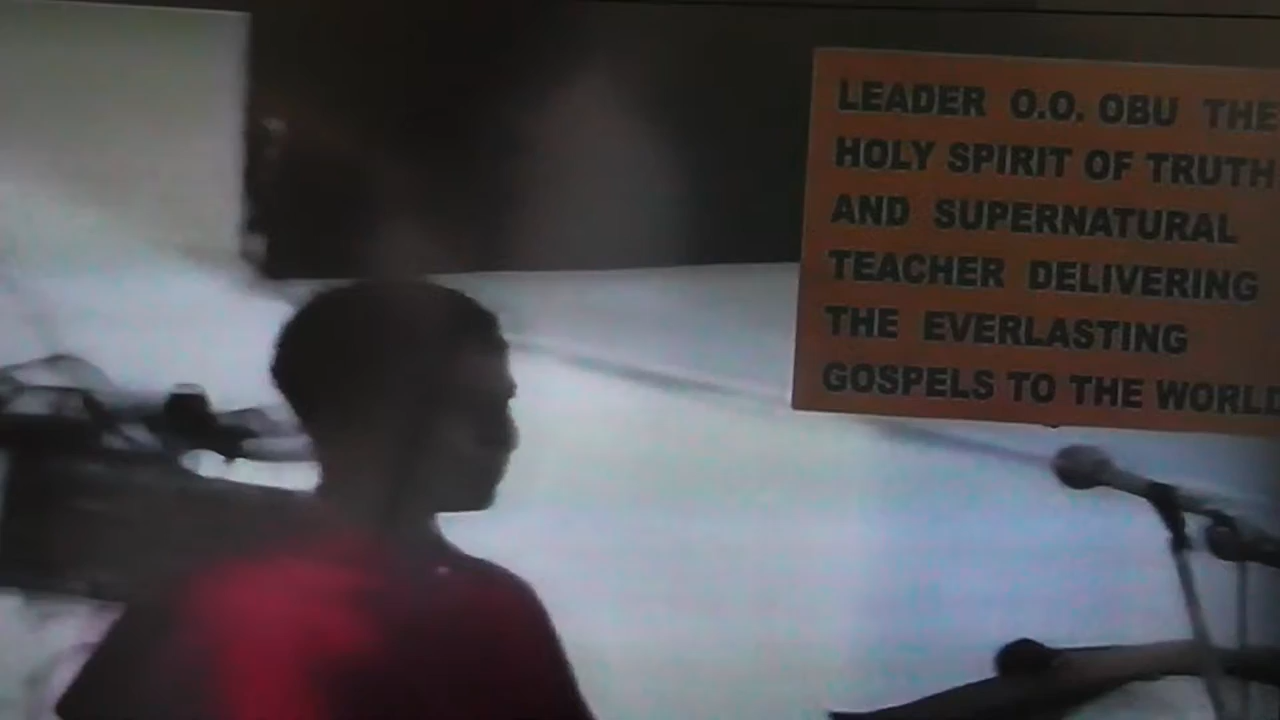 LEADER O.O. OBU THE
HOLY SPIRIT OF TRUTH
AND SUPERNATURAL
TEACHER DELIVERING
THE EVERLASTING
GOSPELS TO THE WORLD